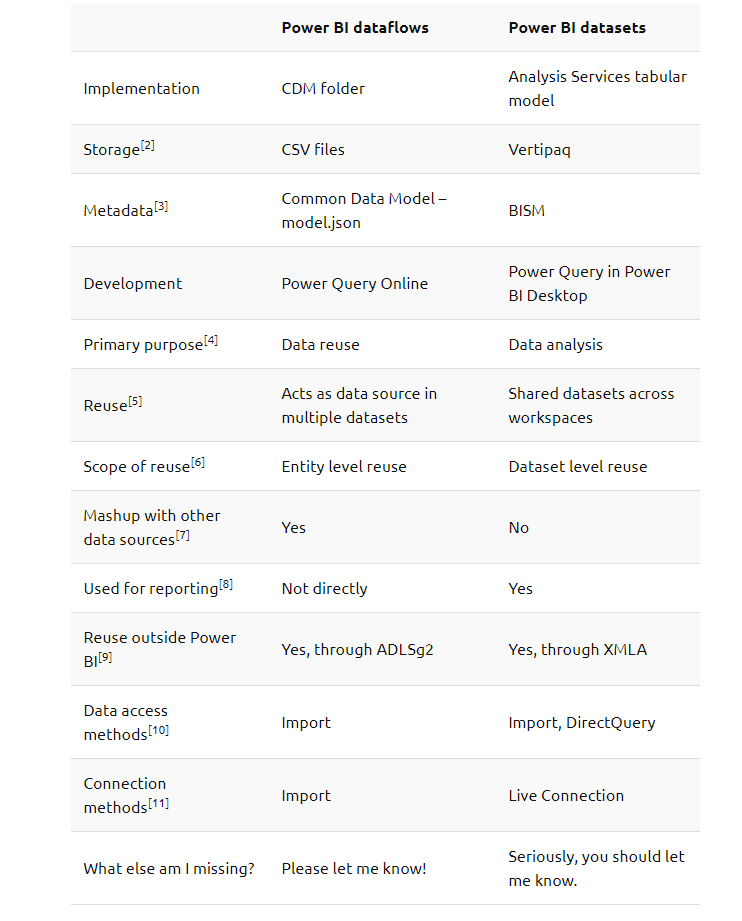 Power BI dataflows Power BI datasets
Implementation CDM folder Analysis Services tabular
model
Storage[2] CSV files Vertipaq
Metadata[3] Common Data Model –
model.json BISM
Development Power Query Online Power Query in Power
BI Desktop
Primary purpose[4] Data reuse Data analysis
Reuse[5] Acts as data source in
multiple datasets Shared datasets across
workspaces
Scope of reuse[6] Entity level reuse Dataset level reuse
Mashup with other
data sources[7] Yes No
Used for reporting[8] Not directly Yes
Reuse outside Power
BI[9] Yes, through ADLSg2 Yes, through XMLA
Data access
methods[10] Import Import, DirectQuery
Connection
methods[11] Import Live Connection
What else am I missing? Please let me know! Seriously, you should let
me know.